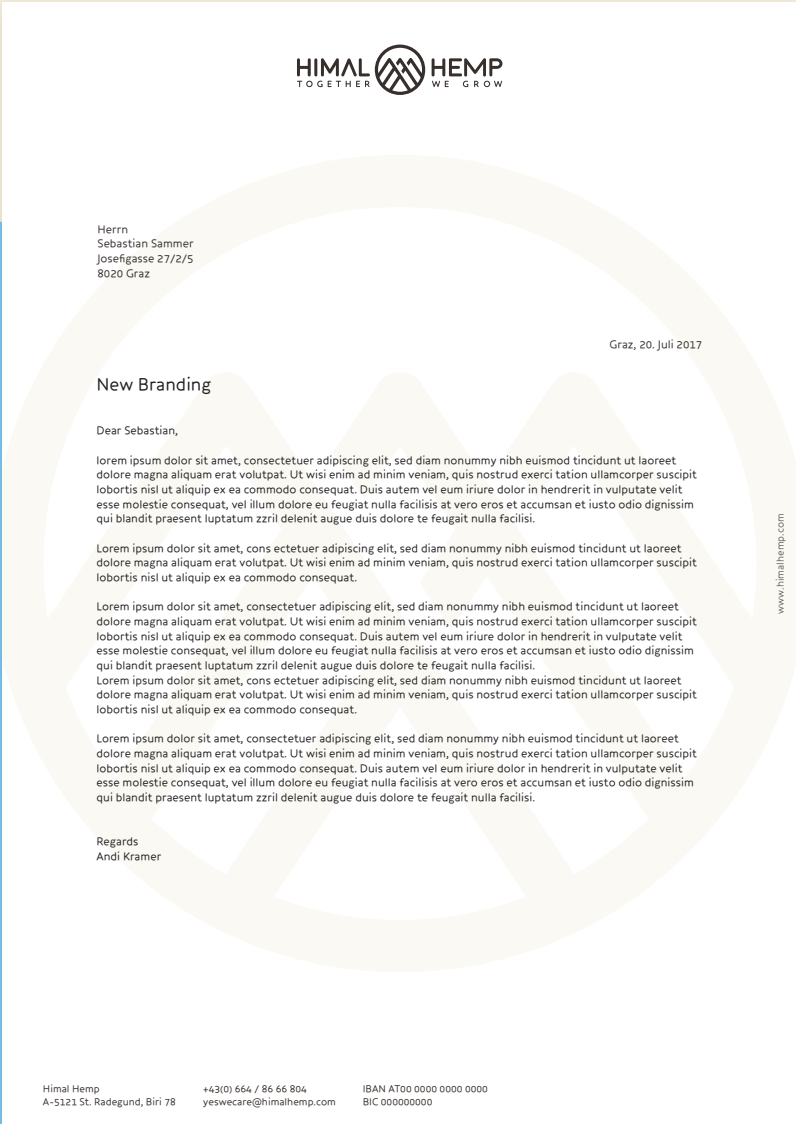 HIMAL HEMP
TOGETHER WE GROW
Herrn
Sebastian Sammer
Josefigasse 27/2/5
8020 Graz
Graz, 20. Juli 2017
New Branding
Dear Sebastian,
lorem ipsum dolor sit amet, consectetuer adipiscing elit, sed diam nonummy nibh euismod tincidunt ut laoreet
dolore magna aliquam erat volutpat. Ut wisi enim ad minim veniam, quis nostrud exerci tation ullamcorper suscipit
lobortis nisl ut aliquip ex ea commodo consequat. Duis autem vel eum iriure dolor in hendrerit in vulputate velit
esse molestie consequat, vel illum dolore eu feugiat nulla facilisis at vero eros et accumsan et iusto odio dignissim
qui blandit praesent luptatum zzril delenit augue duis dolore te feugait nulla facilisi.
Lorem ipsum dolor sit amet, cons ectetuer adipiscing elit, sed diam nonummy nibh euismod tincidunt ut laoreet
dolore magna aliquam erat volutpat. Ut wisi enim ad minim veniam, quis nostrud exerci tation ullamcorper suscipit
lobortis nisl ut aliquip ex ea commodo consequat.
Lorem ipsum dolor sit amet, consectetuer adipiscing elit, sed diam nonummy nibh euismod tincidunt ut laoreet
dolore magna aliquam erat volutpat. Ut wisi enim ad minim veniam, quis nostrud exerci tation ullamcorper suscipit
lobortis nisl ut aliquip ex ea commodo consequat. Duis autem vel eum iriure dolor in hendrerit in vulputate velit
esse molestie consequat, vel illum dolore eu feugiat nulla facilisis at vero eros et accumsan et iusto odio dignissim
qui blandit praesent luptatum zzril delenit augue duis dolore te feugait nulla facilisi.
Lorem ipsum dolor sit amet, cons ectetuer adipiscing elit, sed diam nonummy nibh euismod tincidunt ut laoreet
dolore magna aliquam erat volutpat. Ut wisi enim ad minim veniam, quis nostrud exerci tation ullamcorper suscipit
lobortis nisl ut aliquip ex ea commodo consequat.
Lorem ipsum dolor sit amet, consectetuer adipiscing elit, sed diam nonummy nibh euismod tincidunt ut laoreet
dolore magna aliquam erat volutpat. Ut wisi enim ad minim veniam, quis nostrud exerci tation ullamcorper suscipit
lobortis nisl ut aliquip ex ea commodo consequat. Duis autem vel eum iriure dolor in hendrerit in vulputate velit
esse molestie consequat, vel illum dolore eu feugiat nulla facilisis at vero eros et accumsan et iusto odio dignissim
qui blandit praesent luptatum zzril delenit augue duis dolore te feugait nulla facilisi.
Regards
Andi Kramer
www.himalhemp.com
Himal Hemp +43(0) 664 / 86 66 804 IBAN AT00 0000 0000 0000
A-5121 St. Radegund, Biri 78 yeswecare@himalhemp.com BIC 000000000